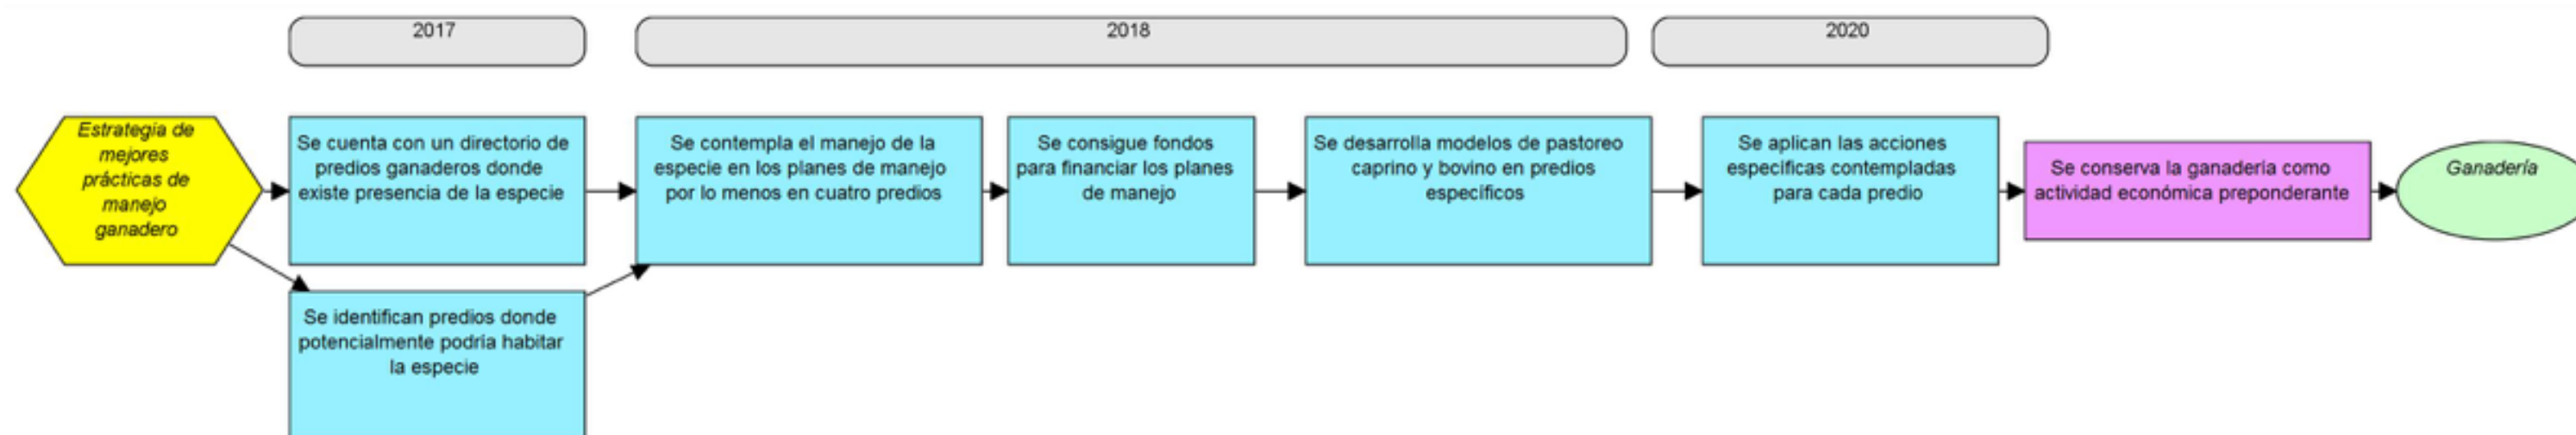 2017
2018
2020
Estrategia de
mejores
prácticas de
manejo
ganadero
Se cuenta con un directorio de
predios ganaderos donde
existe presencia de la especie
Se identifican predios donde
potencialmente podría habitar
la especie
Se contempla el manejo de la
especie en los planes de manejo
por lo menos en cuatro predios
Se consigue fondos
para financiar los planes
de manejo
Se desarrolla modelos de pastoreo
caprino y bovino en predios
específicos
Se aplican las acciones
específicas contempladas
para cada predio
Se conserva la ganadería como
actividad económica preponderante
Ganadería